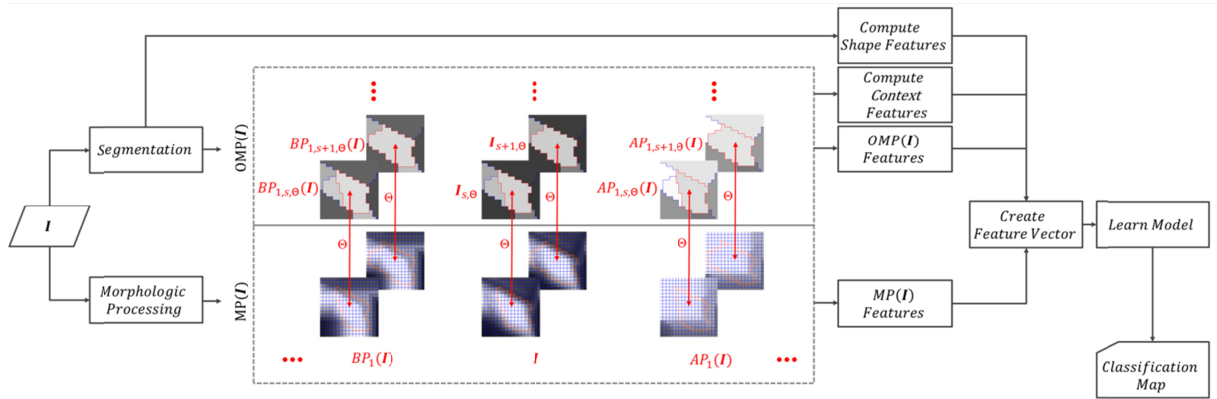 Compute
Shape Features
Compute
Context
Features
OMP(I)
Features
Segmentation
OMP(I)
BP₁,ₛ₊₁,Θ(I)
Iₛ₊₁,Θ
AP₁,ₛ₊₁,Θ(I)
BP₁,ₛ,Θ(I)
Iₛ,Θ
AP₁,ₛ,Θ(I)
Θ
Θ
Θ
Θ
Θ
Θ
I
Create
Feature Vector
Learn Model
Morphologic
Processing
MP(I)
MP(I)
Features
••• BP₁(I) I AP₁(I) •••
Classification
Map